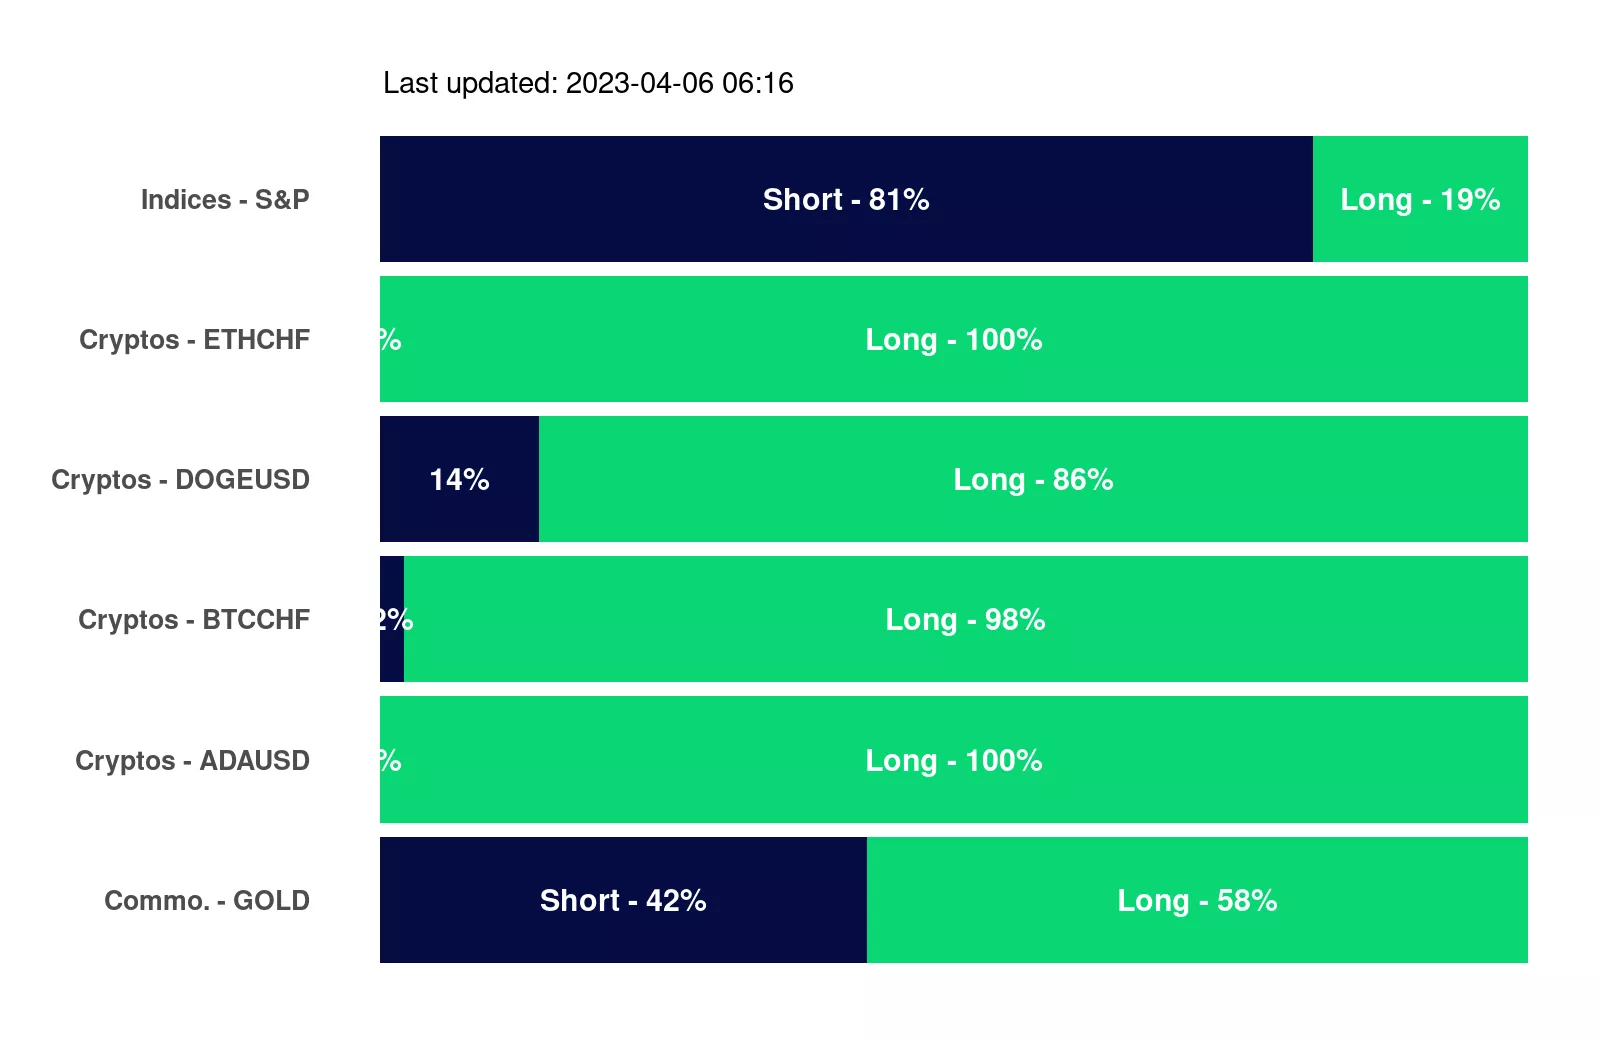 Last updated: 2023-04-06 06:16
Indices - S&P
Short - 81%
Long - 19%
Cryptos - ETHCHF
%
Long - 100%
Cryptos - DOGEUSD
14%
Long - 86%
Cryptos - BTCCHF
2%
Long - 98%
Cryptos - ADAUSD
%
Long - 100%
Commo. - GOLD
Short - 42%
Long - 58%